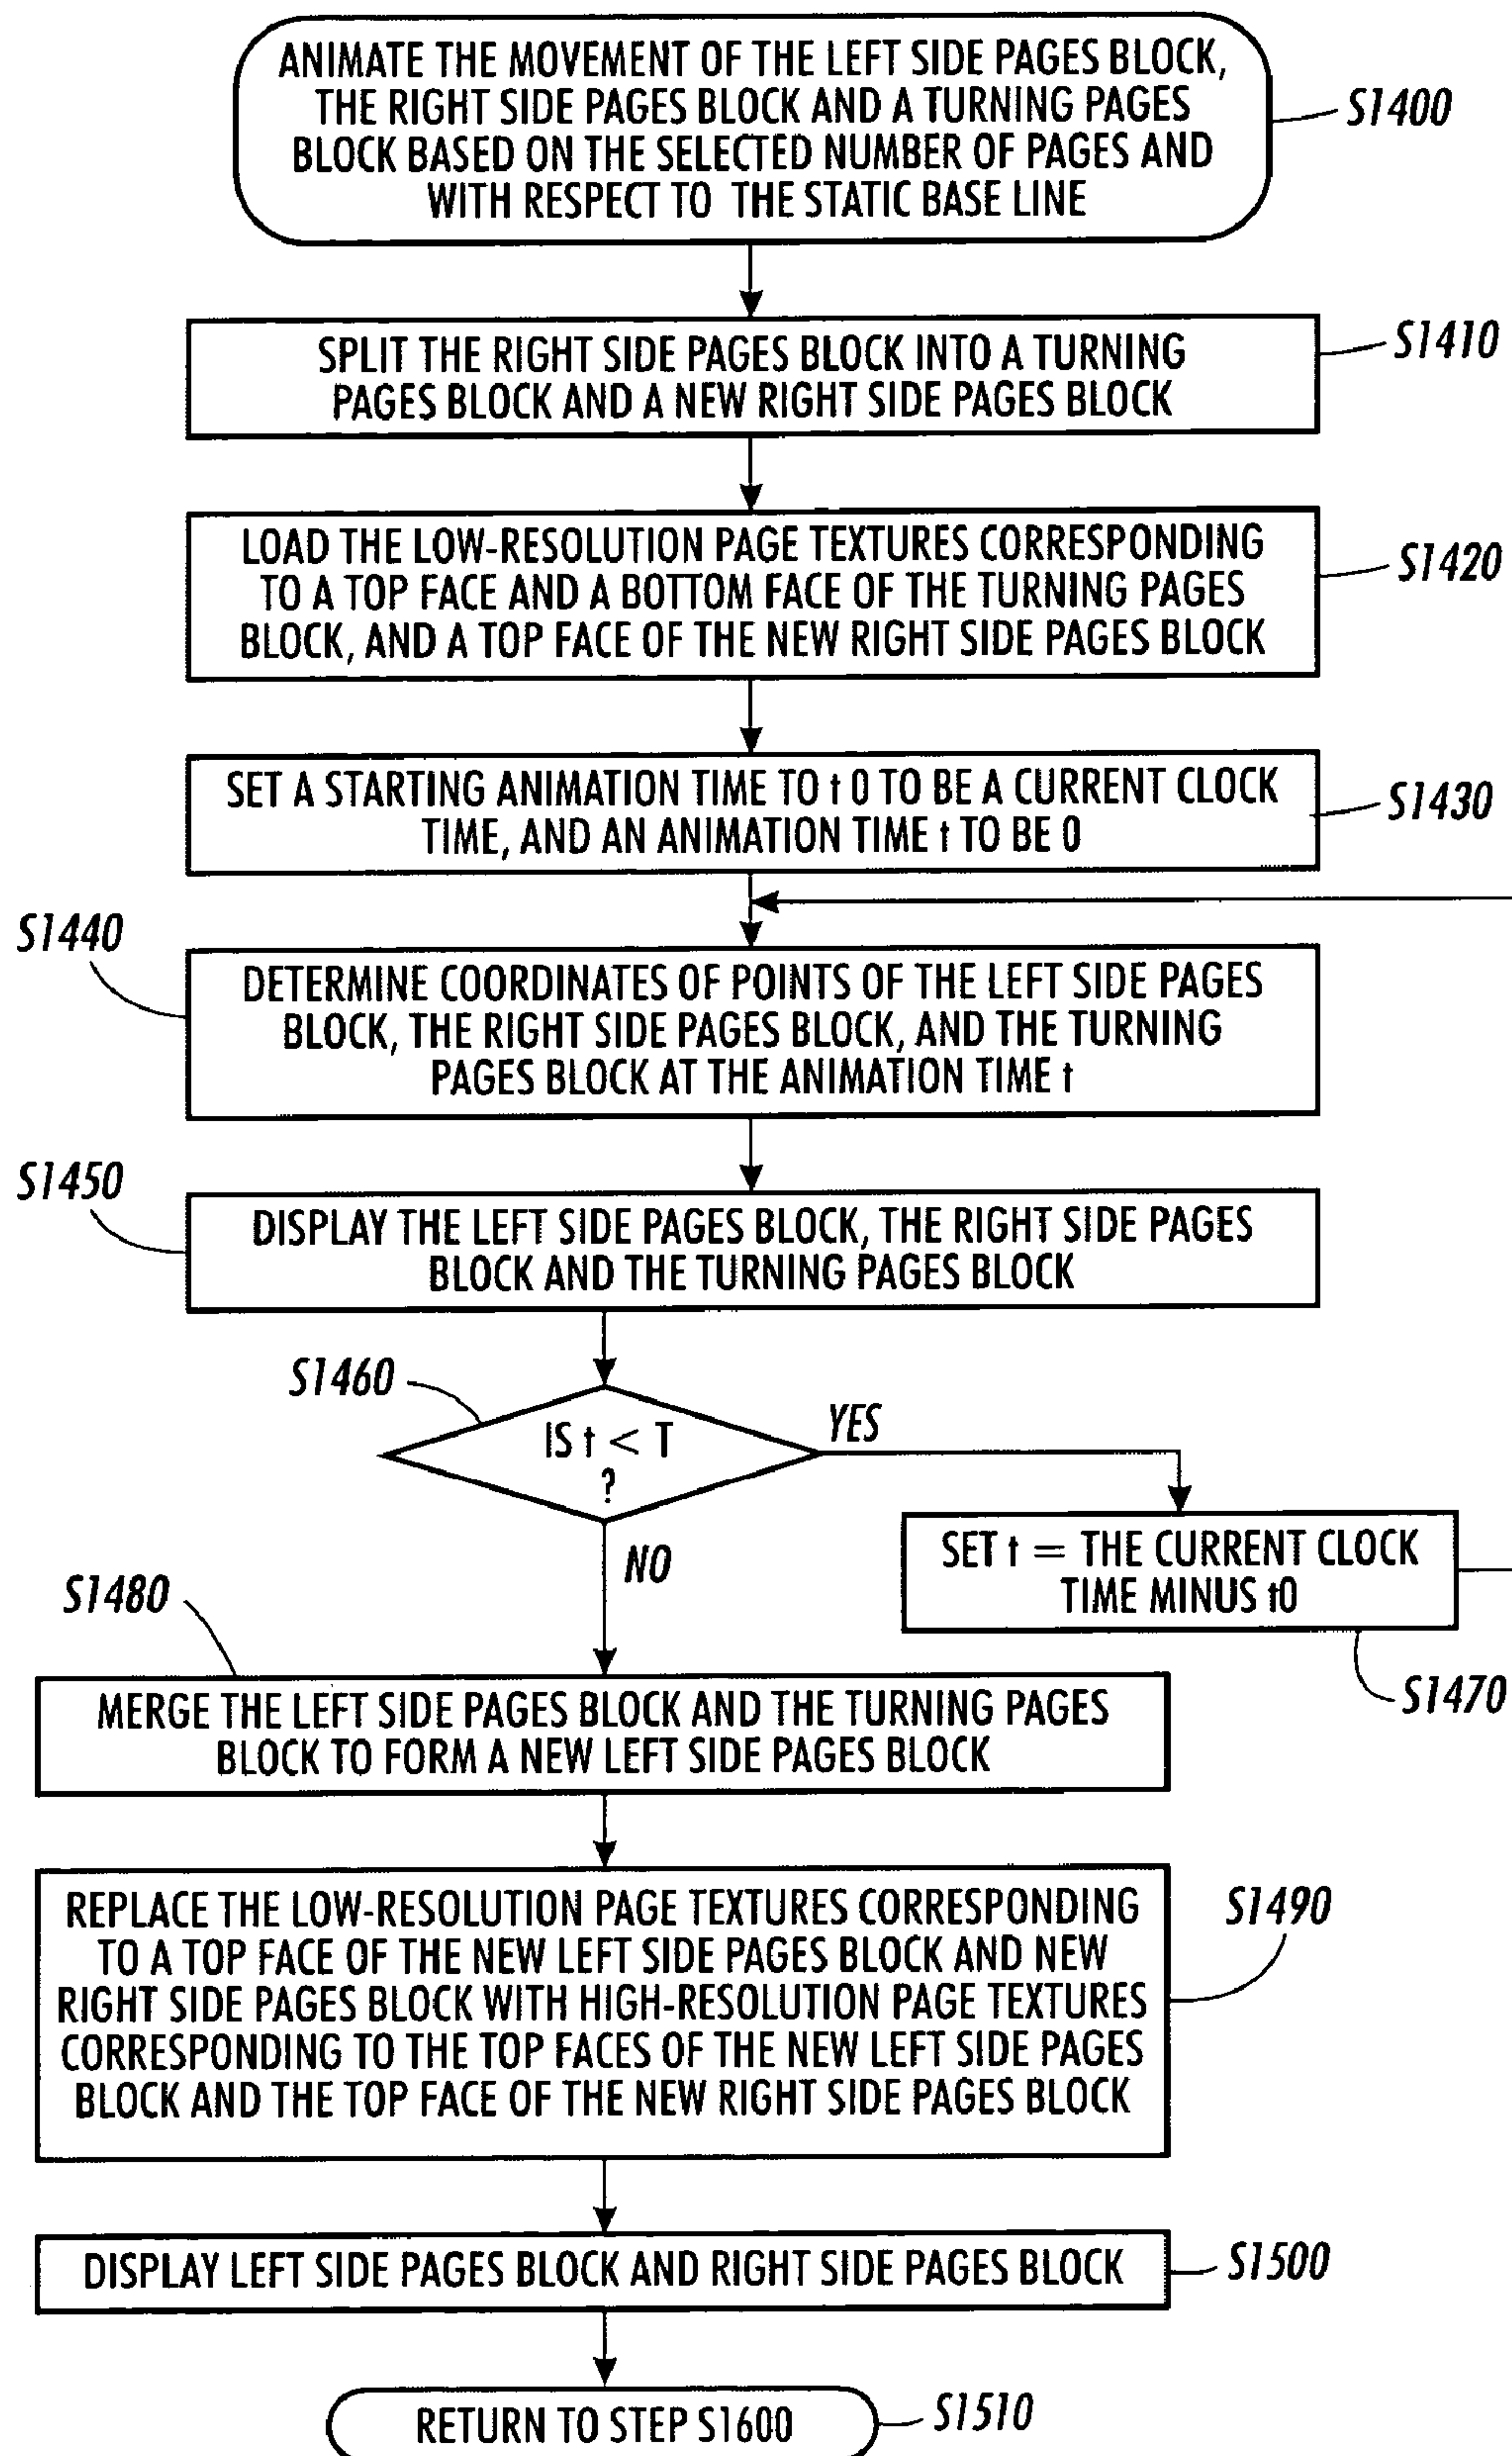 ANIMATE THE MOVEMENT OF THE LEFT SIDE PAGES BLOCK,
THE RIGHT SIDE PAGES BLOCK AND A TURNING PAGES
BLOCK BASED ON THE SELECTED NUMBER OF PAGES AND
WITH RESPECT TO THE STATIC BASE LINE
S1400
SPLIT THE RIGHT SIDE PAGES BLOCK INTO A TURNING
PAGES BLOCK AND A NEW RIGHT SIDE PAGES BLOCK
S1410
LOAD THE LOW-RESOLUTION PAGE TEXTURES CORRESPONDING
TO A TOP FACE AND A BOTTOM FACE OF THE TURNING PAGES
BLOCK, AND A TOP FACE OF THE NEW RIGHT SIDE PAGES BLOCK
S1420
SET A STARTING ANIMATION TIME TO t 0 TO BE A CURRENT CLOCK
TIME, AND AN ANIMATION TIME t TO BE 0
S1430
S1440
DETERMINE COORDINATES OF POINTS OF THE LEFT SIDE PAGES
BLOCK, THE RIGHT SIDE PAGES BLOCK, AND THE TURNING
PAGES BLOCK AT THE ANIMATION TIME t
S1450
DISPLAY THE LEFT SIDE PAGES BLOCK, THE RIGHT SIDE PAGES
BLOCK AND THE TURNING PAGES BLOCK
S1460
IS t < T
?
YES
NO
SET t = THE CURRENT CLOCK
TIME MINUS t0
S1470
S1480
MERGE THE LEFT SIDE PAGES BLOCK AND THE TURNING PAGES
BLOCK TO FORM A NEW LEFT SIDE PAGES BLOCK
REPLACE THE LOW-RESOLUTION PAGE TEXTURES CORRESPONDING
TO A TOP FACE OF THE NEW LEFT SIDE PAGES BLOCK AND NEW
RIGHT SIDE PAGES BLOCK WITH HIGH-RESOLUTION PAGE TEXTURES
CORRESPONDING TO THE TOP FACES OF THE NEW LEFT SIDE PAGES
BLOCK AND THE TOP FACE OF THE NEW RIGHT SIDE PAGES BLOCK
S1490
DISPLAY LEFT SIDE PAGES BLOCK AND RIGHT SIDE PAGES BLOCK
S1500
RETURN TO STEP S1600
S1510